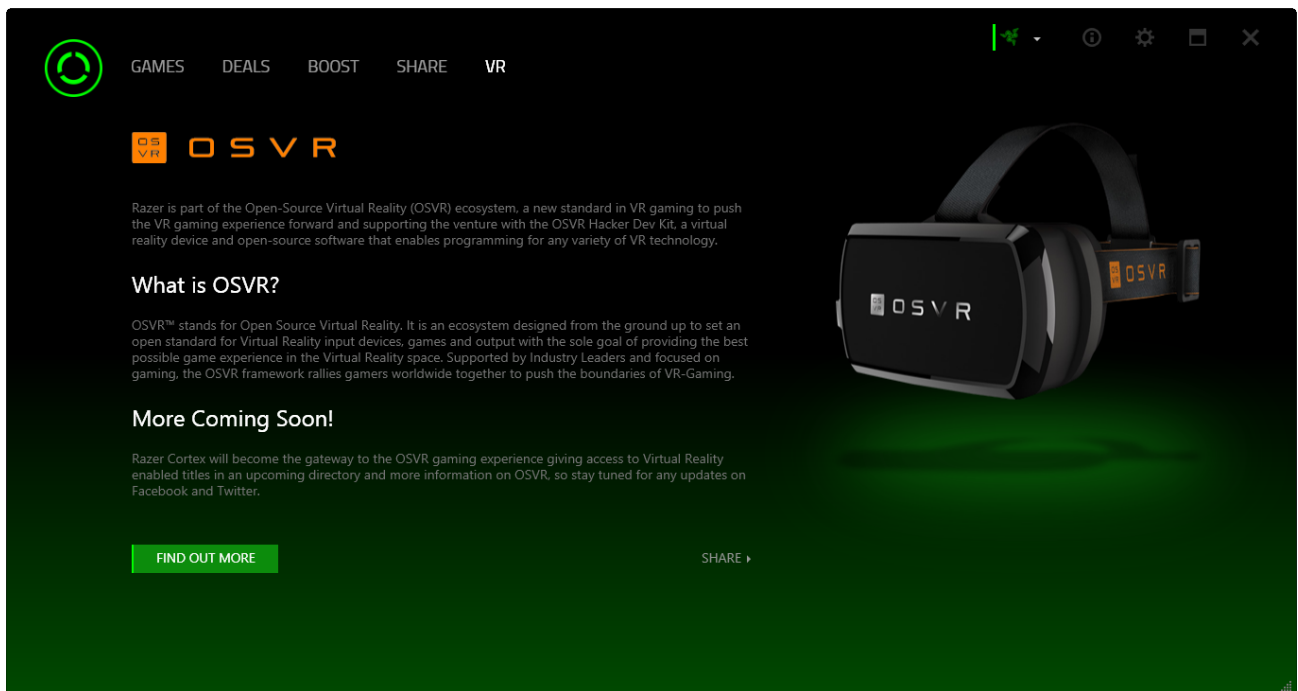 GAMES DEALS BOOST SHARE VR
OS
VR
OSVR
Razer is part of the Open-Source Virtual Reality (OSVR) ecosystem, a new standard in VR gaming to push
the VR gaming experience forward and supporting the venture with the OSVR Hacker Dev Kit, a virtual
reality device and open-source software that enables programming for any variety of VR technology.
What is OSVR?
OSVR™ stands for Open Source Virtual Reality. It is an ecosystem designed from the ground up to set an
open standard for Virtual Reality input devices, games and output with the sole goal of providing the best
possible game experience in the Virtual Reality space. Supported by Industry Leaders and focused on
gaming, the OSVR framework rallies gamers worldwide together to push the boundaries of VR-Gaming.
More Coming Soon!
Razer Cortex will become the gateway to the OSVR gaming experience giving access to Virtual Reality
enabled titles in an upcoming directory and more information on OSVR, so stay tuned for any updates on
Facebook and Twitter.
FIND OUT MORE
SHARE
OS
VR
OSVR
OS
VR
OSVR